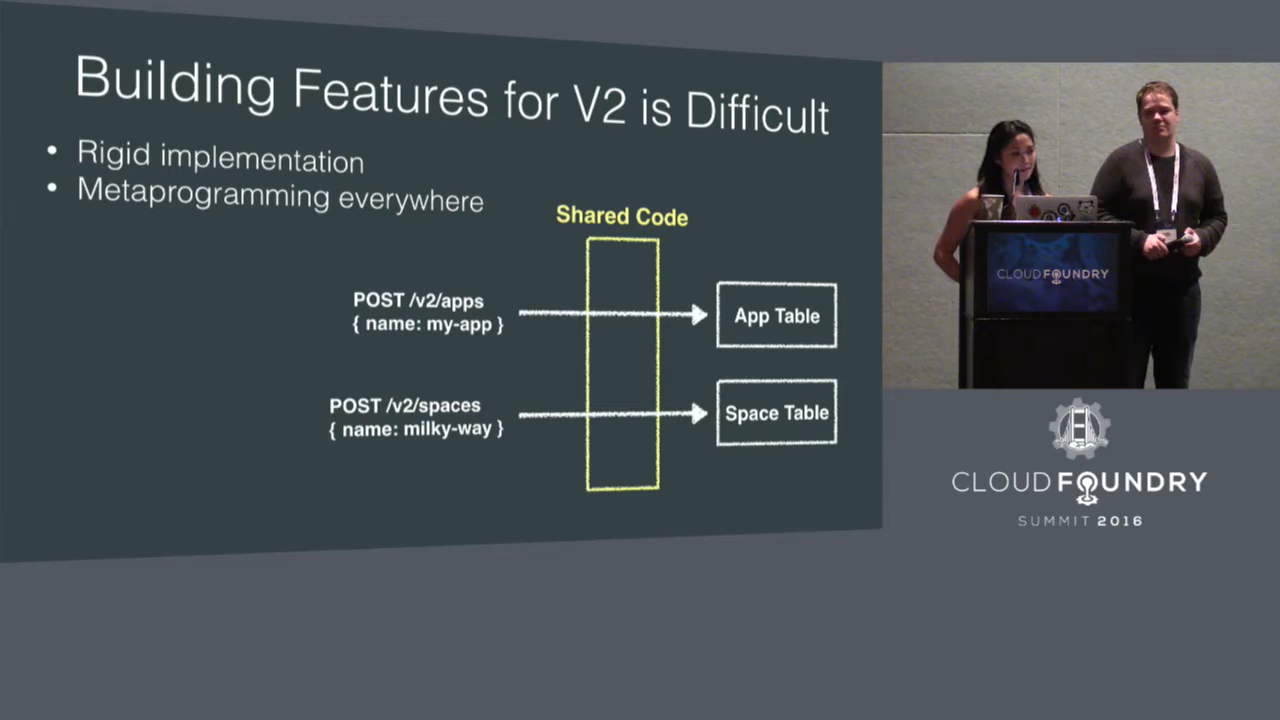 Building Features for V2 is Difficult
• Rigid implementation
• Metaprogramming everywhere
Shared Code
POST /v2/apps
{ name: my-app }
App Table
POST /v2/spaces
{ name: milky-way }
Space Table
CLOUD FOUNDRY
CLOUD FOUNDRY
SUMMIT 2016